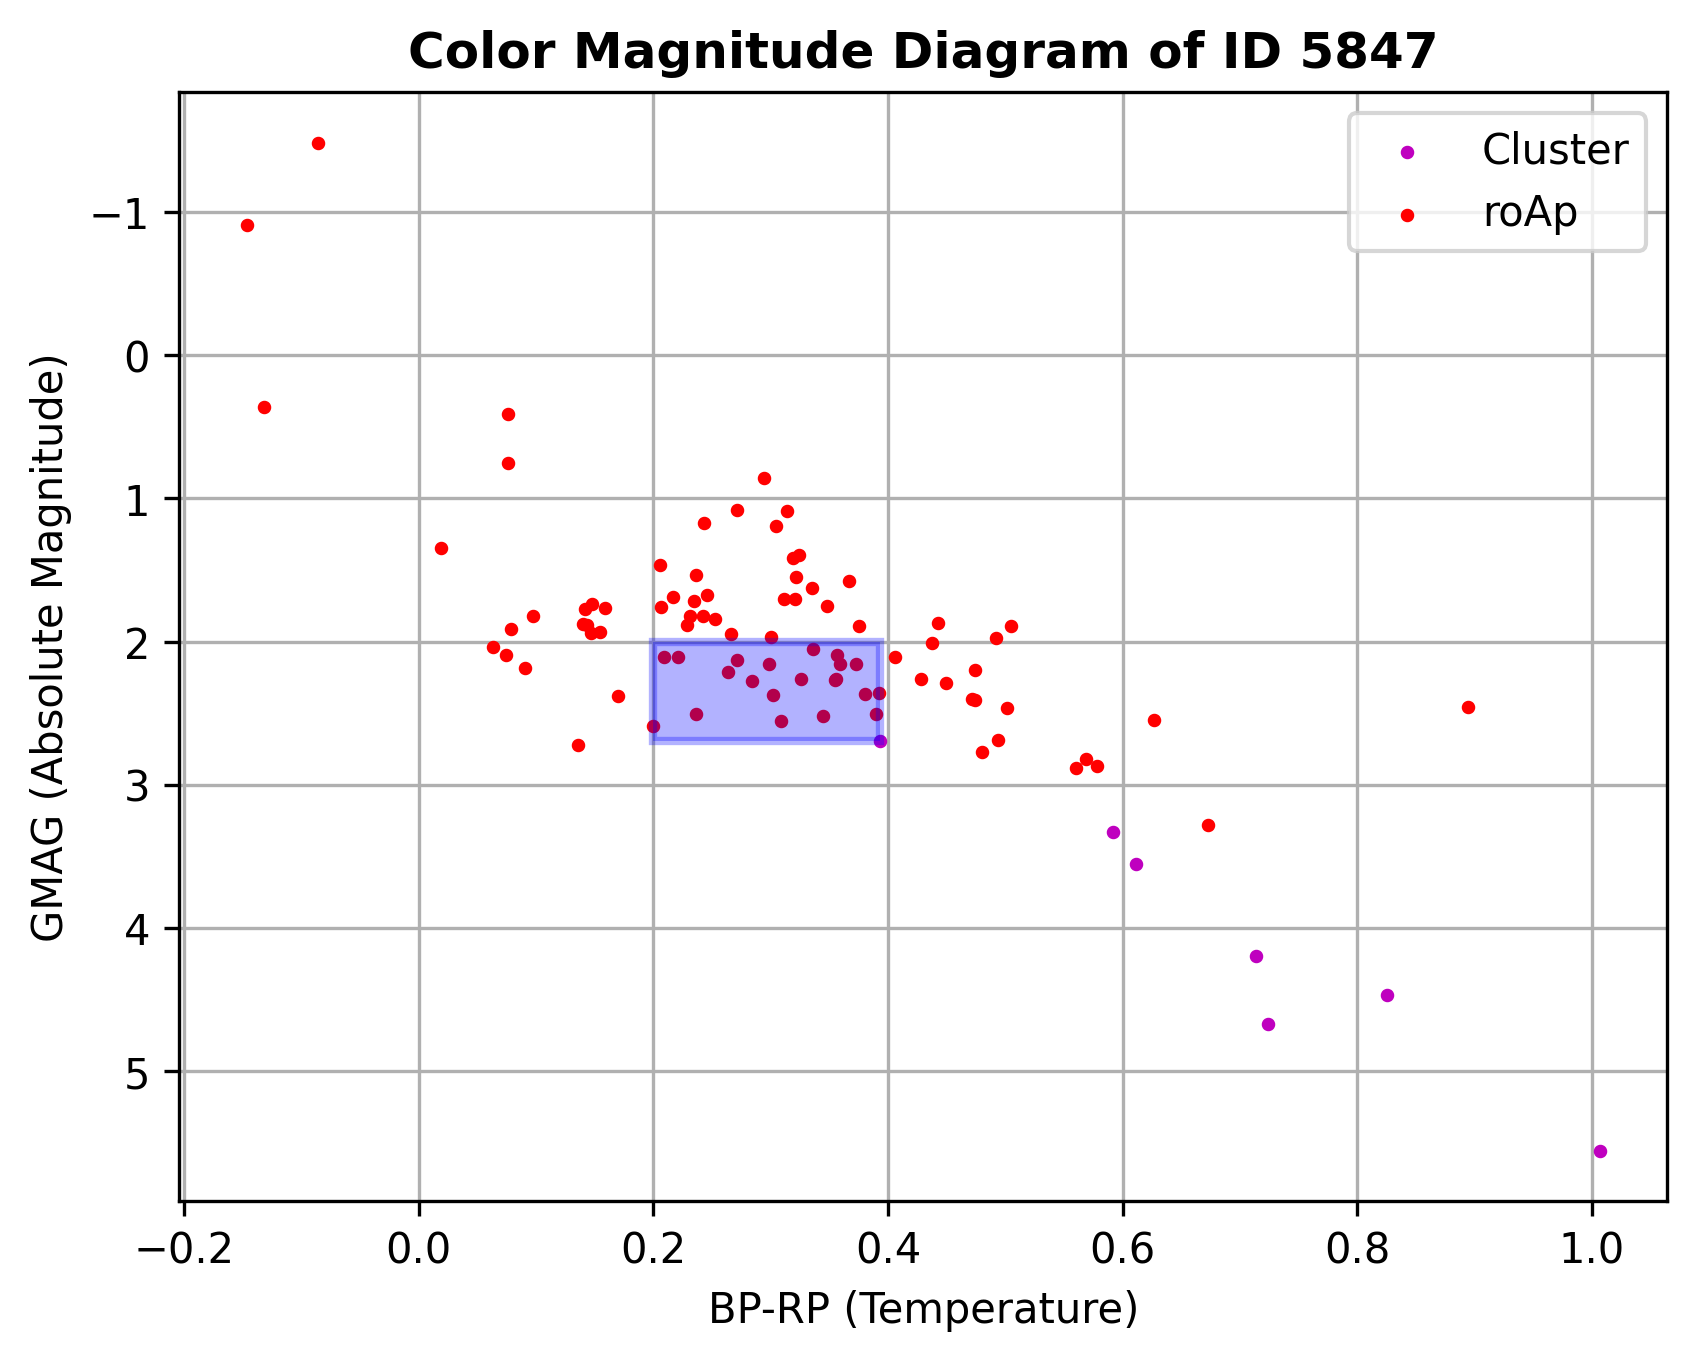 Color Magnitude Diagram of ID 5847
Cluster
roAp
GMAG (Absolute Magnitude)
−1
0
1
2
3
4
5
−0.2 0.0 0.2 0.4 0.6 0.8 1.0
BP-RP (Temperature)